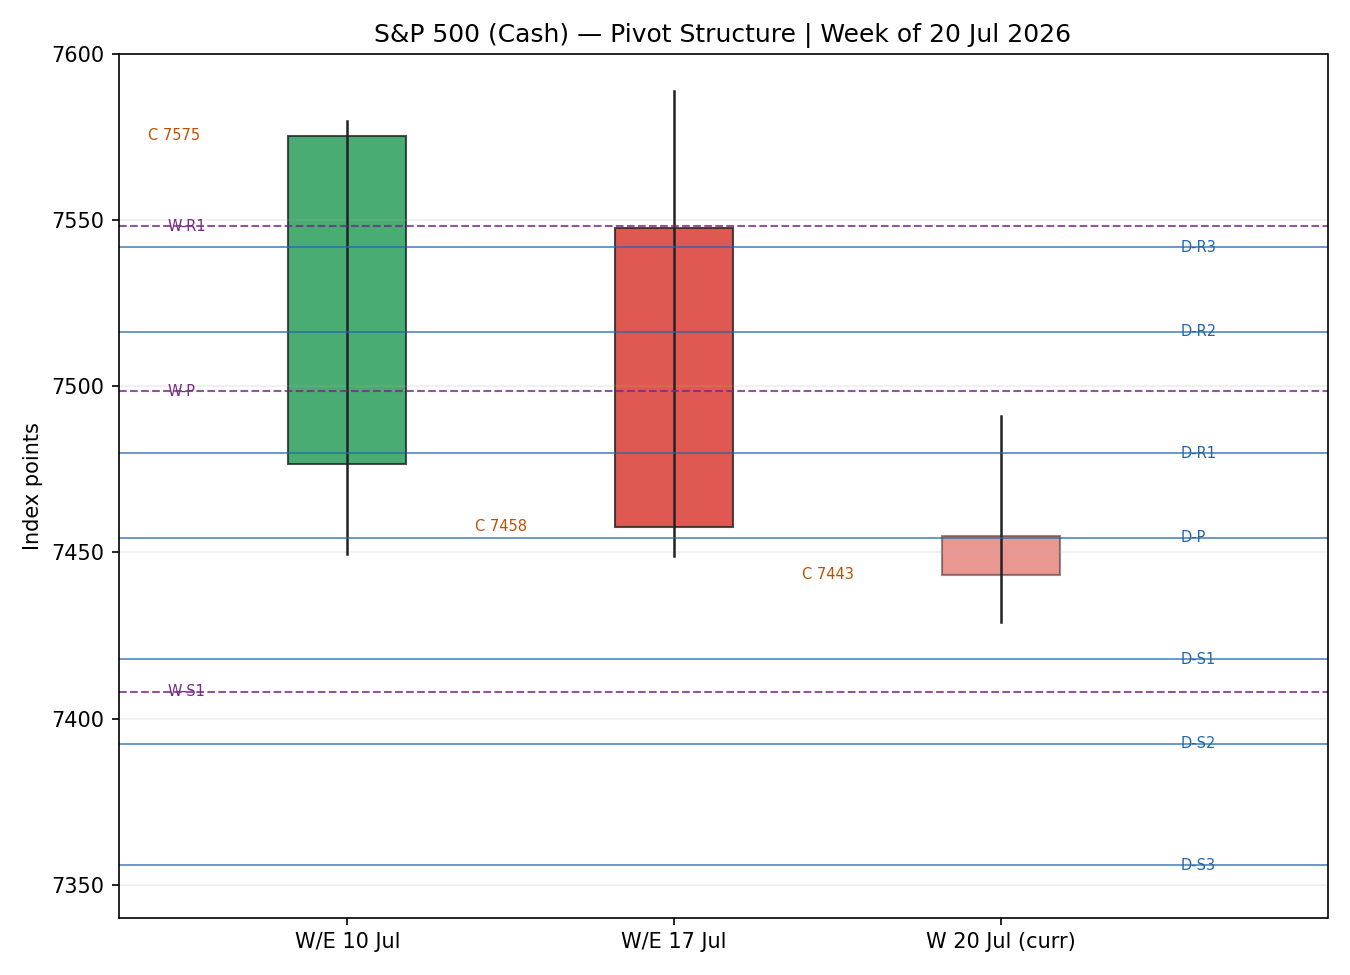 S&P 500 (Cash) — Pivot Structure | Week of 20 Jul 2026
7600
C 7575
7550
W-R1
D-R3
D-R2
7500
W-P
D-R1
C 7458
D-P
7450
C 7443
D-S1
W-S1
7400
D-S2
D-S3
7350
Index points
W/E 10 Jul
W/E 17 Jul
W 20 Jul (curr)